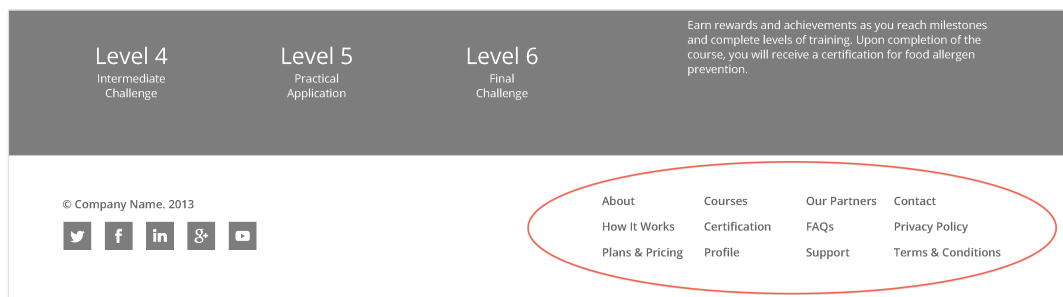 Level 4
Intermediate
Challenge
Level 5
Practical
Application
Level 6
Final
Challenge
Earn rewards and achievements as you reach milestones
and complete levels of training. Upon completion of the
course, you will receive a certification for food allergen
prevention.
© Company Name. 2013
f
in
g+
About
How It Works
Plans & Pricing
Courses
Certification
Profile
Our Partners
FAQs
Support
Contact
Privacy Policy
Terms & Conditions